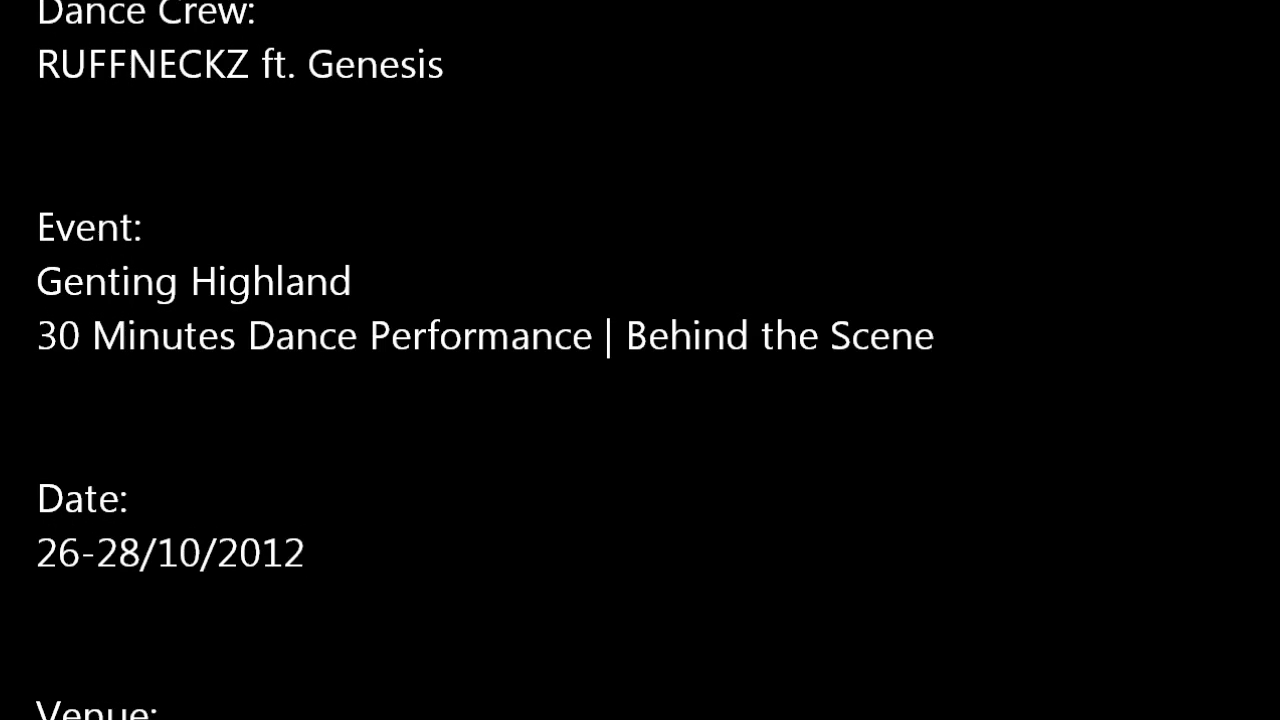 Dance Crew:
RUFFNECKZ ft. Genesis
Event:
Genting Highland
30 Minutes Dance Performance | Behind the Scene
Date:
26-28/10/2012
Venue: